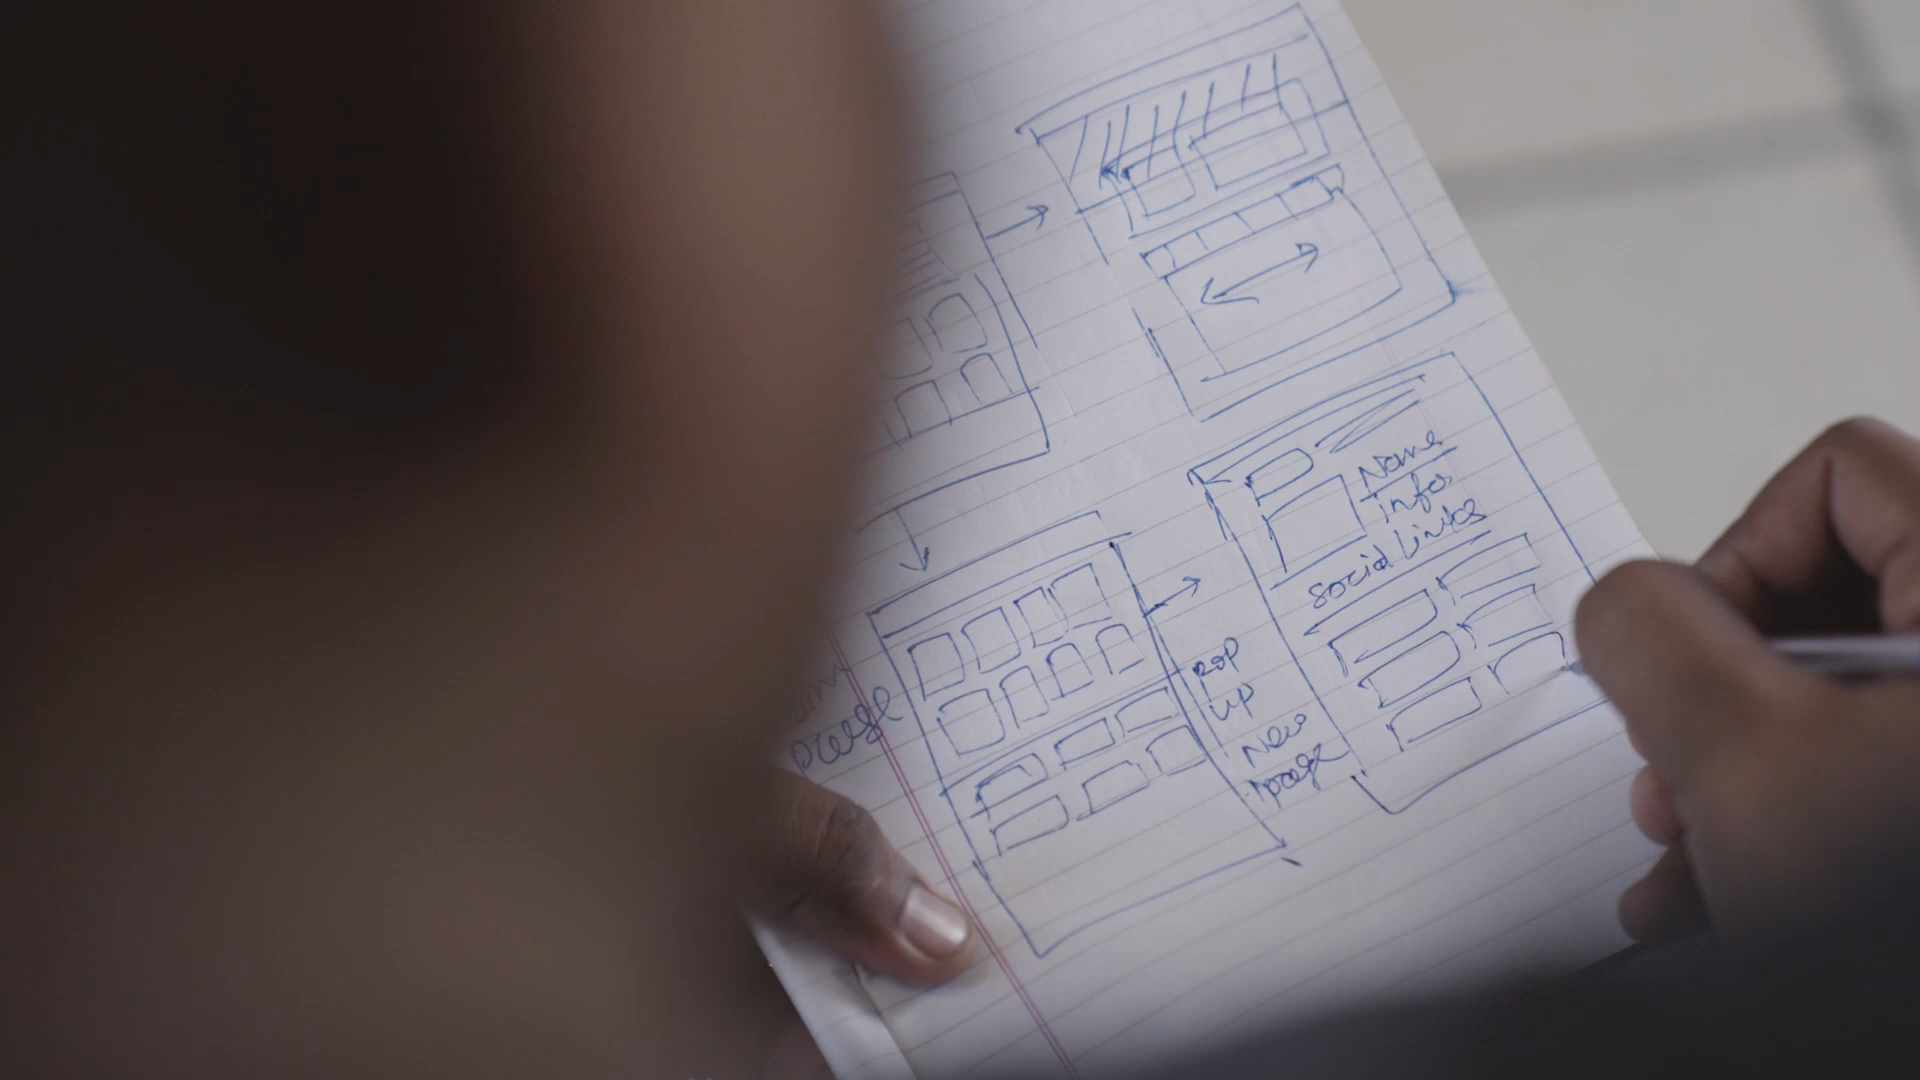 Name
infos
social links
pop
up
New
page
page